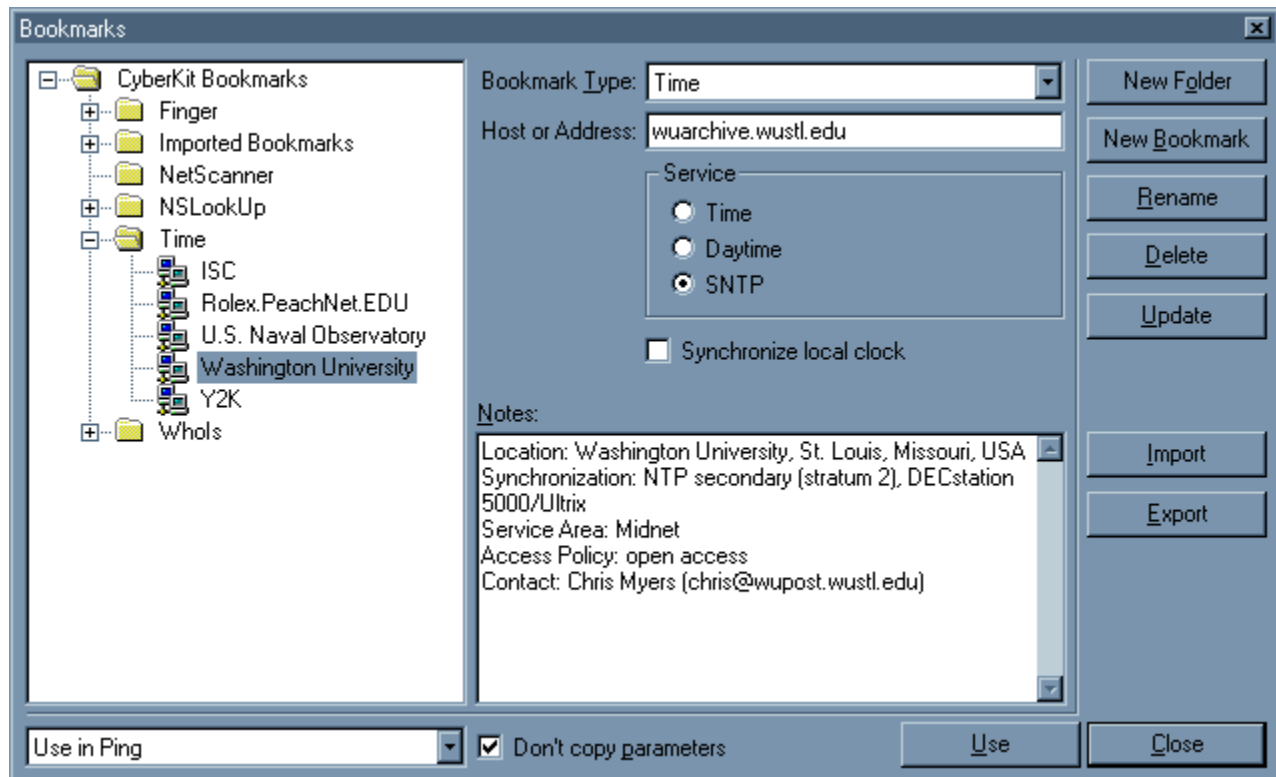 Bookmarks
CyberKit Bookmarks
Finger
Imported Bookmarks
NetScanner
NSLookUp
Time
ISC
Rolex.PeachNet.EDU
U.S. Naval Observatory
Washington University
Y2K
WhoIs
Bookmark Type: Time
Host or Address: wuarchive.wustl.edu
Service
Time
Daytime
SNTP
Synchronize local clock
Notes:
Location: Washington University, St. Louis, Missouri, USA
Synchronization: NTP secondary (stratum 2), DECstation
5000/Ultrix
Service Area: Midnet
Access Policy: open access
Contact: Chris Myers (chris@wupost.wustl.edu)
New Folder
New Bookmark
Rename
Delete
Update
Import
Export
Use in Ping
Don't copy parameters
Use
Close